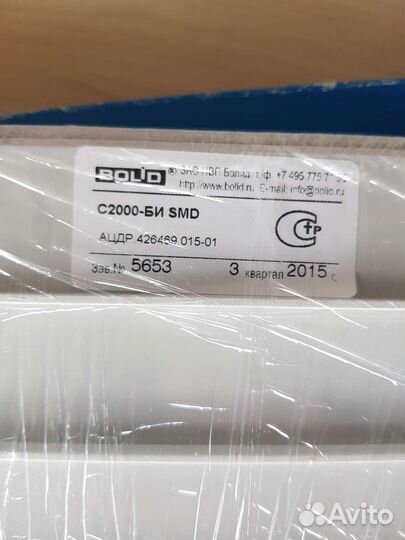 BOLID ® ЗАО НВП Болид. т/ф. +7 495 775 71
http://www.bolid.ru E-mail: info@bolid.ru
С2000-БИ SMD
АЦДР 426469.015-01
Зав.№ 5653 3 квартал 2015 г.
Avito